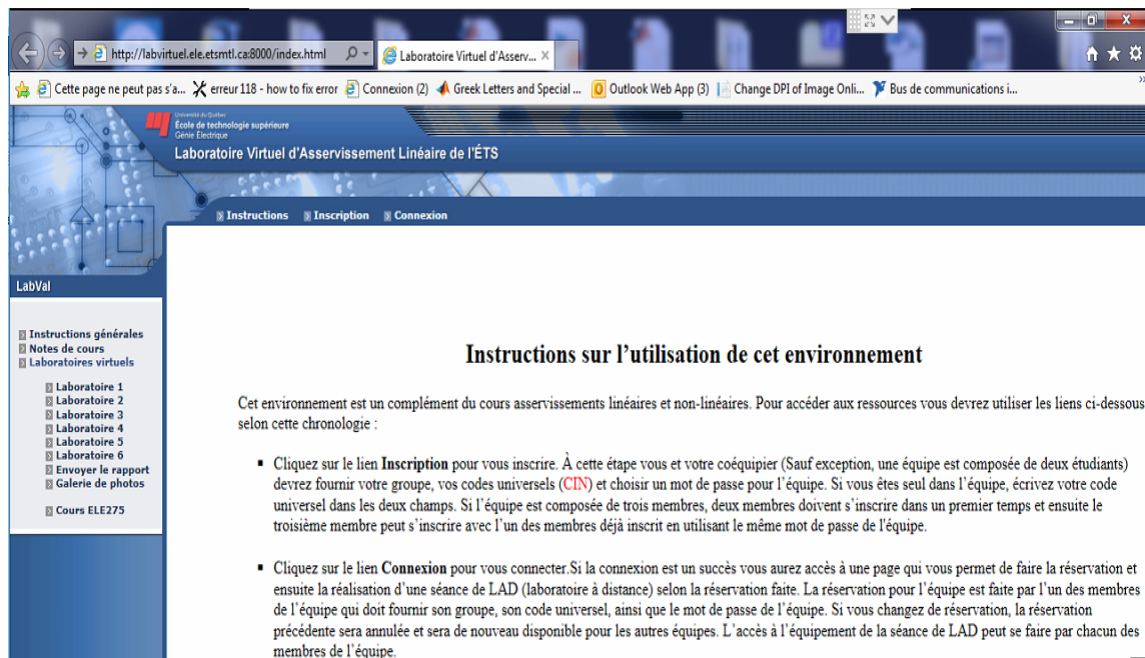 http://labvirtuel.ele.etsmtl.ca:8000/index.html
Laboratoire Virtuel d'Asserv...
Cette page ne peut pas s'a...
erreur 118 - how to fix error
Connexion (2)
Greek Letters and Special ...
Outlook Web App (3)
Change DPI of Image Onli...
Bus de communications i...
Université du Québec
École de technologie supérieure
Génie Électrique
Laboratoire Virtuel d'Asservissement Linéaire de l'ÉTS
Instructions
Inscription
Connexion
LabVal
Instructions générales
Notes de cours
Laboratoires virtuels
Laboratoire 1
Laboratoire 2
Laboratoire 3
Laboratoire 4
Laboratoire 5
Laboratoire 6
Envoyer le rapport
Galerie de photos
Cours ELE275
Instructions sur l'utilisation de cet environnement
Cet environnement est un complément du cours asservissements linéaires et non-linéaires. Pour accéder aux ressources vous devrez utiliser les liens ci-dessous
selon cette chronologie :
Cliquez sur le lien Inscription pour vous inscrire. À cette étape vous et votre coéquipier (Sauf exception, une équipe est composée de deux étudiants)
devrez fournir votre groupe, vos codes universels (CIN) et choisir un mot de passe pour l'équipe. Si vous êtes seul dans l'équipe, écrivez votre code
universel dans les deux champs. Si l'équipe est composée de trois membres, deux membres doivent s'inscrire dans un premier temps et ensuite le
troisième membre peut s'inscrire avec l'un des membres déjà inscrit en utilisant le même mot de passe de l'équipe.
Cliquez sur le lien Connexion pour vous connecter.Si la connexion est un succès vous aurez accès à une page qui vous permet de faire la réservation et
ensuite la réalisation d'une séance de LAD (laboratoire à distance) selon la réservation faite. La réservation pour l'équipe est faite par l'un des membres
de l'équipe qui doit fournir son groupe, son code universel, ainsi que le mot de passe de l'équipe. Si vous changez de réservation, la réservation
précédente sera annulée et sera de nouveau disponible pour les autres équipes. L'accès à l'équipement de la séance de LAD peut se faire par chacun des
membres de l'équipe.